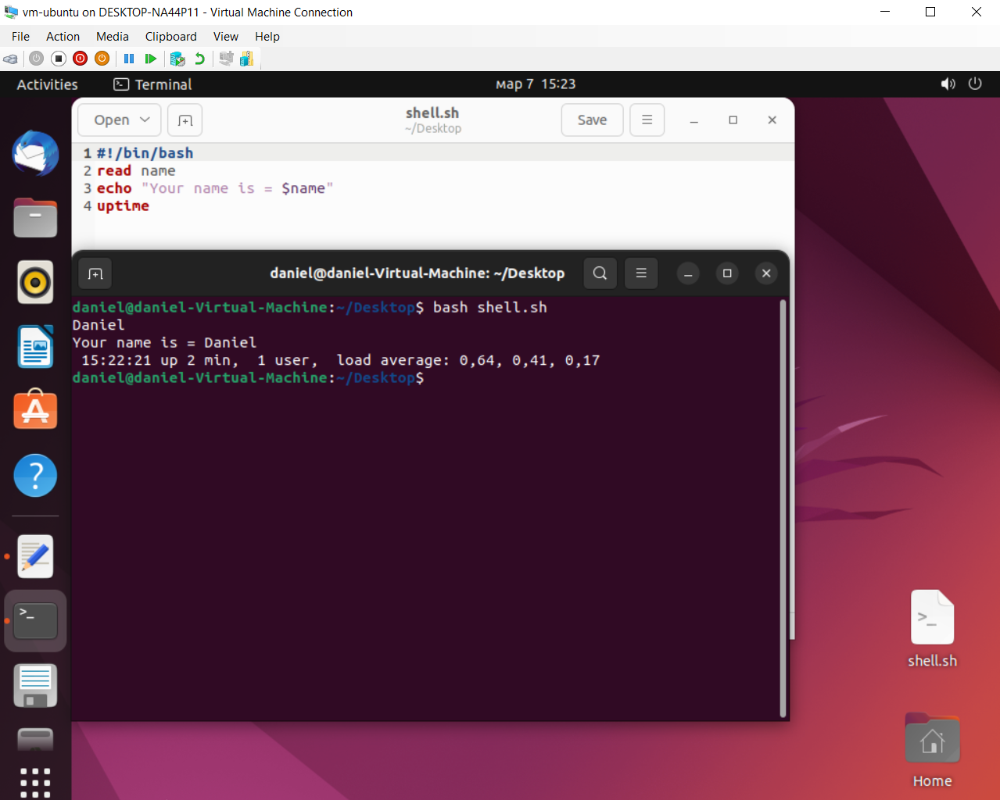 vm-ubuntu on DESKTOP-NA44P11 - Virtual Machine Connection
File Action Media Clipboard View Help
Activities Terminal мар 7 15:23
Open shell.sh Save
~/Desktop
1 #!/bin/bash
2 read name
3 echo "Your name is = $name"
4 uptime
daniel@daniel-Virtual-Machine: ~/Desktop
daniel@daniel-Virtual-Machine:~/Desktop$ bash shell.sh
Daniel
Your name is = Daniel
15:22:21 up 2 min, 1 user, load average: 0,64, 0,41, 0,17
daniel@daniel-Virtual-Machine:~/Desktop$
shell.sh
Home